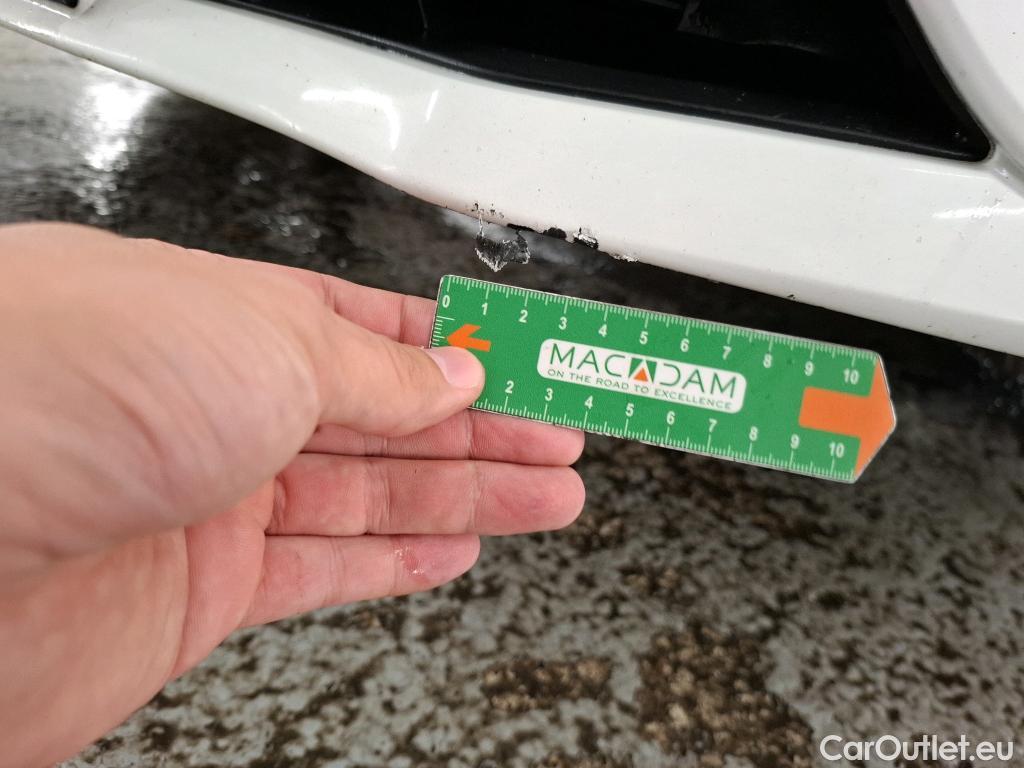 0 1 2 3 4 5 6 7 8 9 10
MACADAM
ON THE ROAD TO EXCELLENCE
2 3 4 5 6 7 8 9 10
CarOutlet.eu